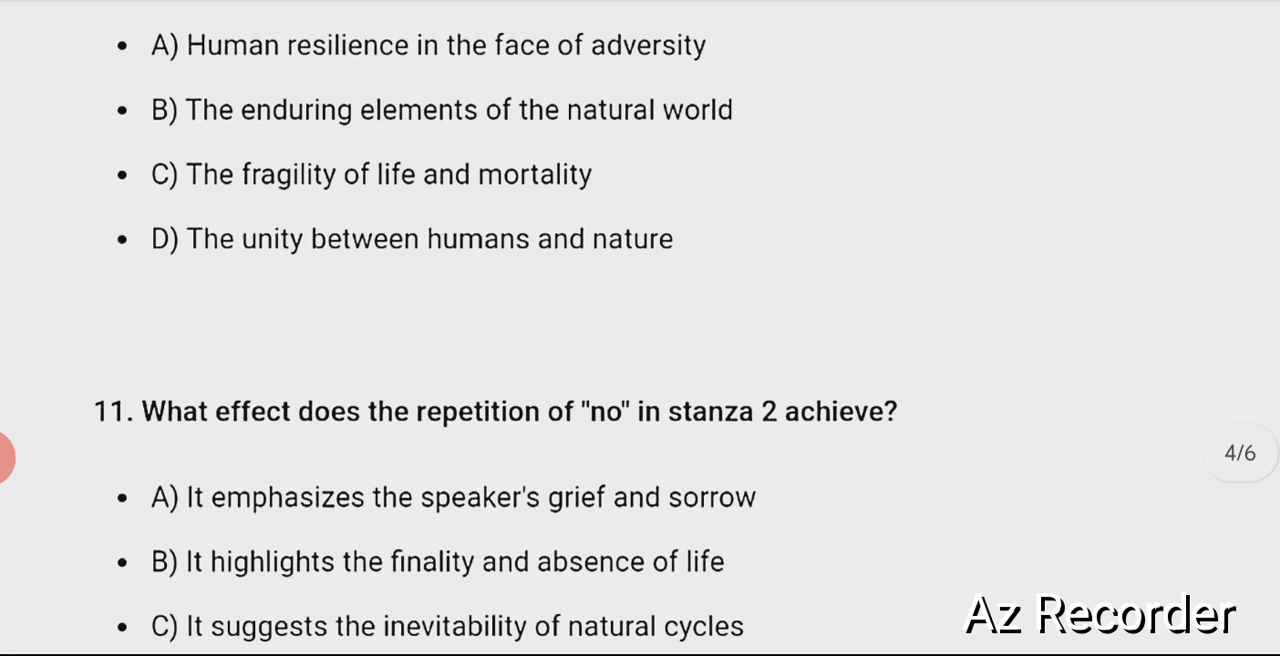 • A) Human resilience in the face of adversity
• B) The enduring elements of the natural world
• C) The fragility of life and mortality
• D) The unity between humans and nature
11. What effect does the repetition of "no" in stanza 2 achieve?
4/6
• A) It emphasizes the speaker's grief and sorrow
• B) It highlights the finality and absence of life
• C) It suggests the inevitability of natural cycles
Az Recorder